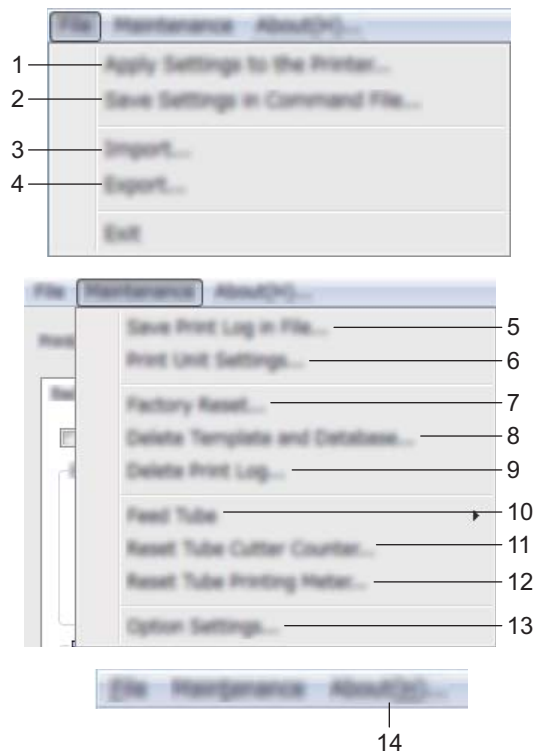 File Maintenance About(H)...
1 Apply Settings to the Printer...
2 Save Settings in Command File...
3 Import...
4 Export...
Exit
File Maintenance About(H)...
Save Print Log in File... 5
Print Unit Settings... 6
Factory Reset... 7
Delete Template and Database... 8
Delete Print Log... 9
Feed Tube 10
Reset Tube Cutter Counter... 11
Reset Tube Printing Meter... 12
Option Settings... 13
File Maintenance About(H)...
14